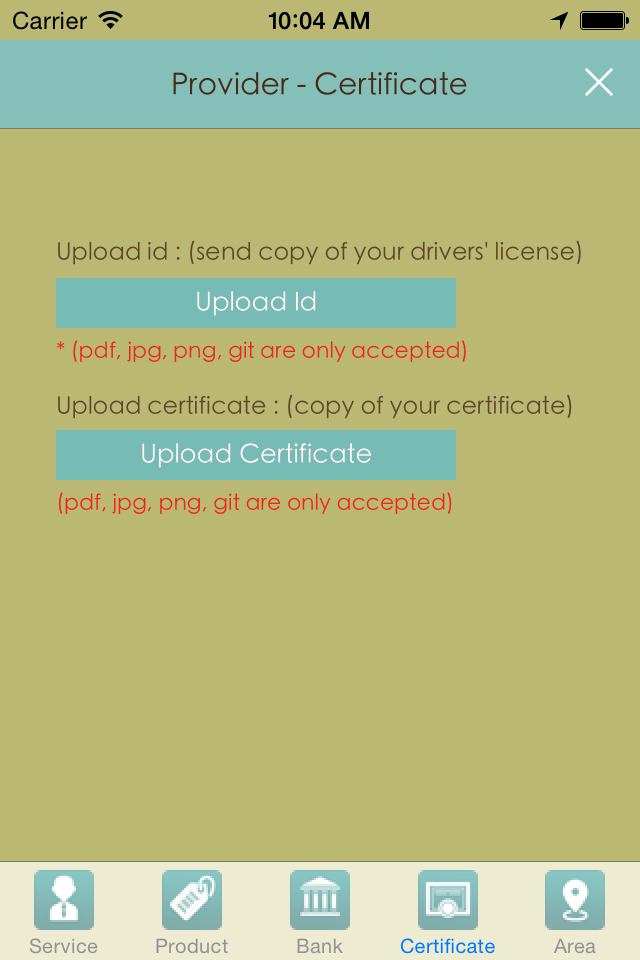 Carrier 10:04 AM
Provider - Certificate
Upload id : (send copy of your drivers' license)
Upload Id
* (pdf, jpg, png, git are only accepted)
Upload certificate : (copy of your certificate)
Upload Certificate
(pdf, jpg, png, git are only accepted)
Service Product Bank Certificate Area